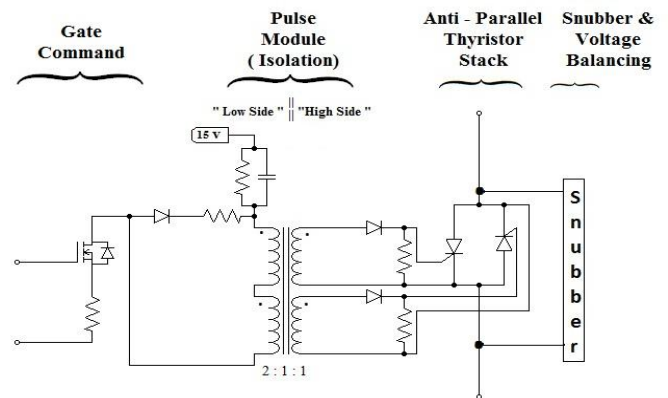 Gate
Command
Pulse
Module
( Isolation)
Anti - Parallel
Thyristor
Stack
Snubber &
Voltage
Balancing
" Low Side " || "High Side "
15 V
2 : 1 : 1
Snubber